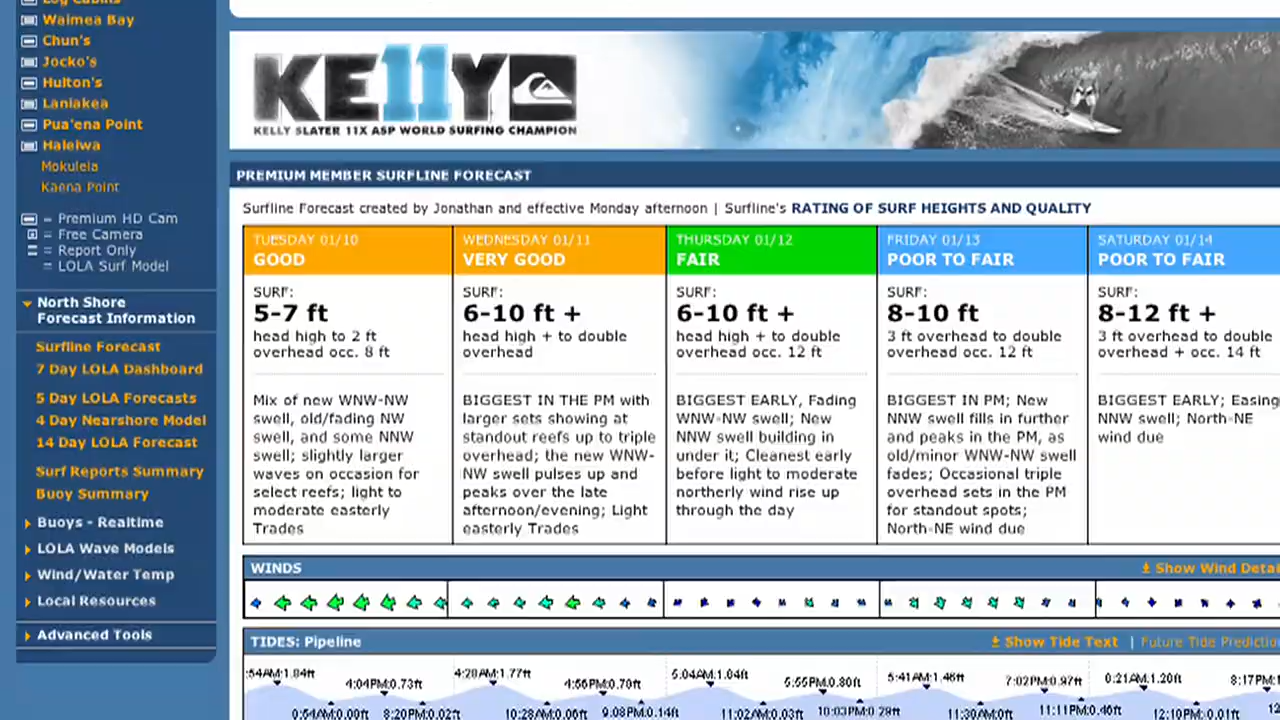 Log Cabins
Waimea Bay
Chun's
Jocko's
Hulton's
Laniakea
Pua'ena Point
Haleiwa
Mokuleia
Kaena Point
= Premium HD Cam
= Free Camera
= Report Only
= LOLA Surf Model
North Shore
Forecast Information
Surfline Forecast
7 Day LOLA Dashboard
5 Day LOLA Forecasts
4 Day Nearshore Model
14 Day LOLA Forecast
Surf Reports Summary
Buoy Summary
Buoys - Realtime
LOLA Wave Models
Wind/Water Temp
Local Resources
Advanced Tools
KE11Y
KELLY SLATER 11X ASP WORLD SURFING CHAMPION
PREMIUM MEMBER SURFLINE FORECAST
Surfline Forecast created by Jonathan and effective Monday afternoon | Surfline's RATING OF SURF HEIGHTS AND QUALITY
TUESDAY 01/10
GOOD
SURF:
5-7 ft
head high to 2 ft
overhead occ. 8 ft
Mix of new WNW-NW
swell, old/fading NW
swell, and some NNW
swell; slightly larger
waves on occasion for
select reefs; light to
moderate easterly
Trades
WEDNESDAY 01/11
VERY GOOD
SURF:
6-10 ft +
head high + to double
overhead
BIGGEST IN THE PM with
larger sets showing at
standout reefs up to triple
overhead; the new WNW-
NW swell pulses up and
peaks over the late
afternoon/evening; Light
easterly Trades
THURSDAY 01/12
FAIR
SURF:
6-10 ft +
head high + to double
overhead occ. 12 ft
BIGGEST EARLY, Fading
WNW-NW swell; New
NNW swell building in
under it; Cleanest early
before light to moderate
northerly wind rise up
through the day
FRIDAY 01/13
POOR TO FAIR
SURF:
8-10 ft
3 ft overhead to double
overhead occ. 12 ft
BIGGEST IN PM; New
NNW swell fills in further
and peaks in the PM, as
old/minor WNW-NW swell
fades; Occasional triple
overhead sets in the PM
for standout spots;
North-NE wind due
SATURDAY 01/14
POOR TO FAIR
SURF:
8-12 ft +
3 ft overhead to double
overhead + occ. 14 ft
BIGGEST EARLY; Easing
NNW swell; North-NE
wind due
WINDS
Show Wind Detai
TIDES: Pipeline
Show Tide Text | Future Tide Predictio
:54AM:1.04ft 4:20AM:1.77ft 5:04AM:1.04ft 5:41AM:1.46ft 6:21AM:1.20ft
4:04PM:0.73ft 4:56PM:0.70ft 5:55PM:0.80ft 7:02PM:0.97ft 8:17PM:1
8:20PM:0.02ft 10:28AM:0.06ft 9:08PM:0.14ft 11:02AM:0.03ft 10:03PM:0.29ft 11:30AM:0ft 11:11PM:0.46ft 12:10PM:0.01ft 12